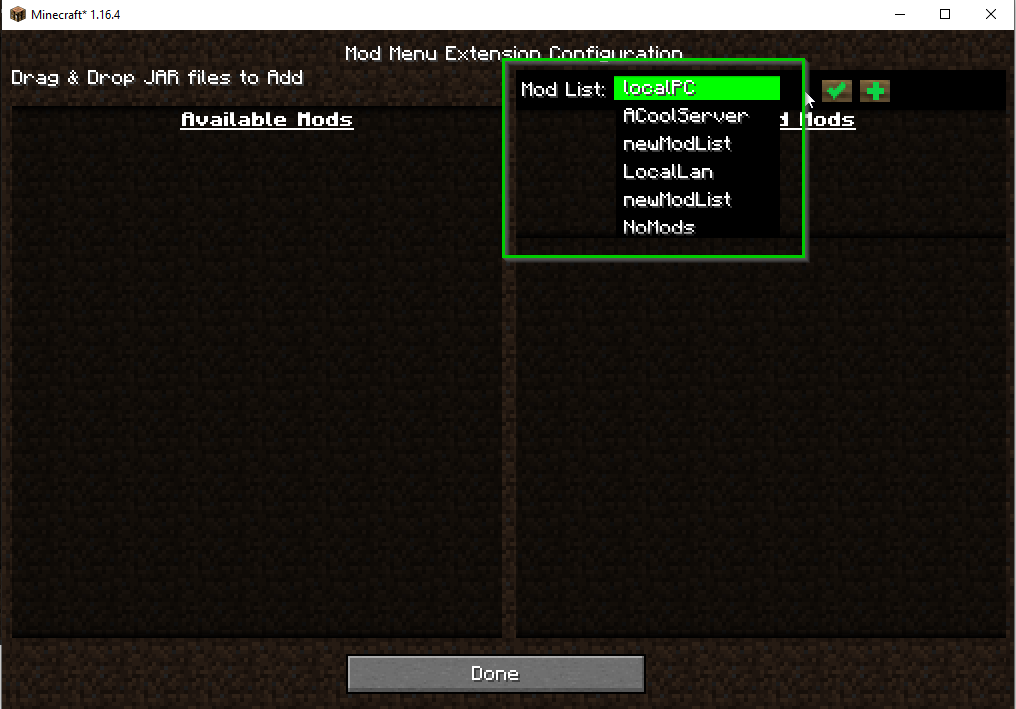 Minecraft* 1.16.4
Mod Menu Extension Configuration
Drag & Drop JAR files to Add
Mod List: localPC
ACoolServer
newModList
LocalLan
newModList
NoMods
Available Mods
Mods
Done